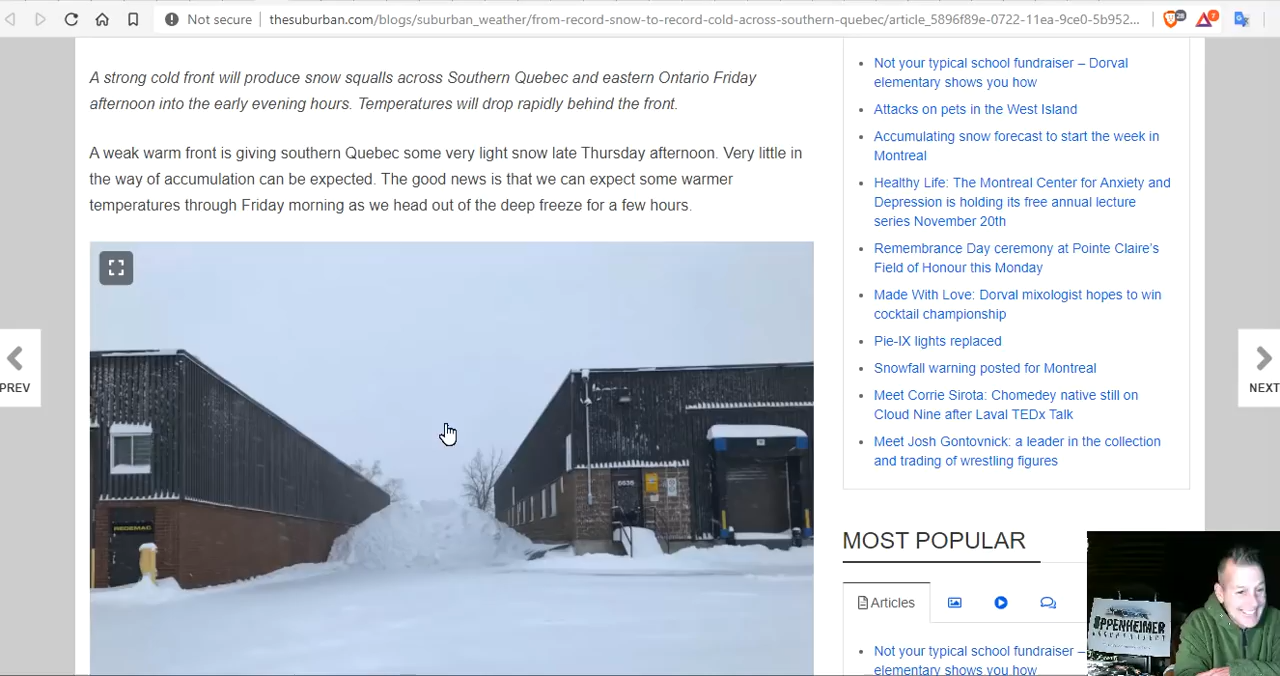 Not secure
thesuburban.com/blogs/suburban_weather/from-record-snow-to-record-cold-across-southern-quebec/article_5896f89e-0722-11ea-9ce0-5b952...
A strong cold front will produce snow squalls across Southern Quebec and eastern Ontario Friday
afternoon into the early evening hours. Temperatures will drop rapidly behind the front.
A weak warm front is giving southern Quebec some very light snow late Thursday afternoon. Very little in
the way of accumulation can be expected. The good news is that we can expect some warmer
temperatures through Friday morning as we head out of the deep freeze for a few hours.
PREV
REDEMAC
Not your typical school fundraiser – Dorval
elementary shows you how
Attacks on pets in the West Island
Accumulating snow forecast to start the week in
Montreal
Healthy Life: The Montreal Center for Anxiety and
Depression is holding its free annual lecture
series November 20th
Remembrance Day ceremony at Pointe Claire's
Field of Honour this Monday
Made With Love: Dorval mixologist hopes to win
cocktail championship
Pie-IX lights replaced
Snowfall warning posted for Montreal
Meet Corrie Sirota: Chomedey native still on
Cloud Nine after Laval TEDx Talk
Meet Josh Gontovnick: a leader in the collection
and trading of wrestling figures
NEXT
MOST POPULAR
Articles
Not your typical school fundraiser –
elementary shows you how
OPPENHEIMER